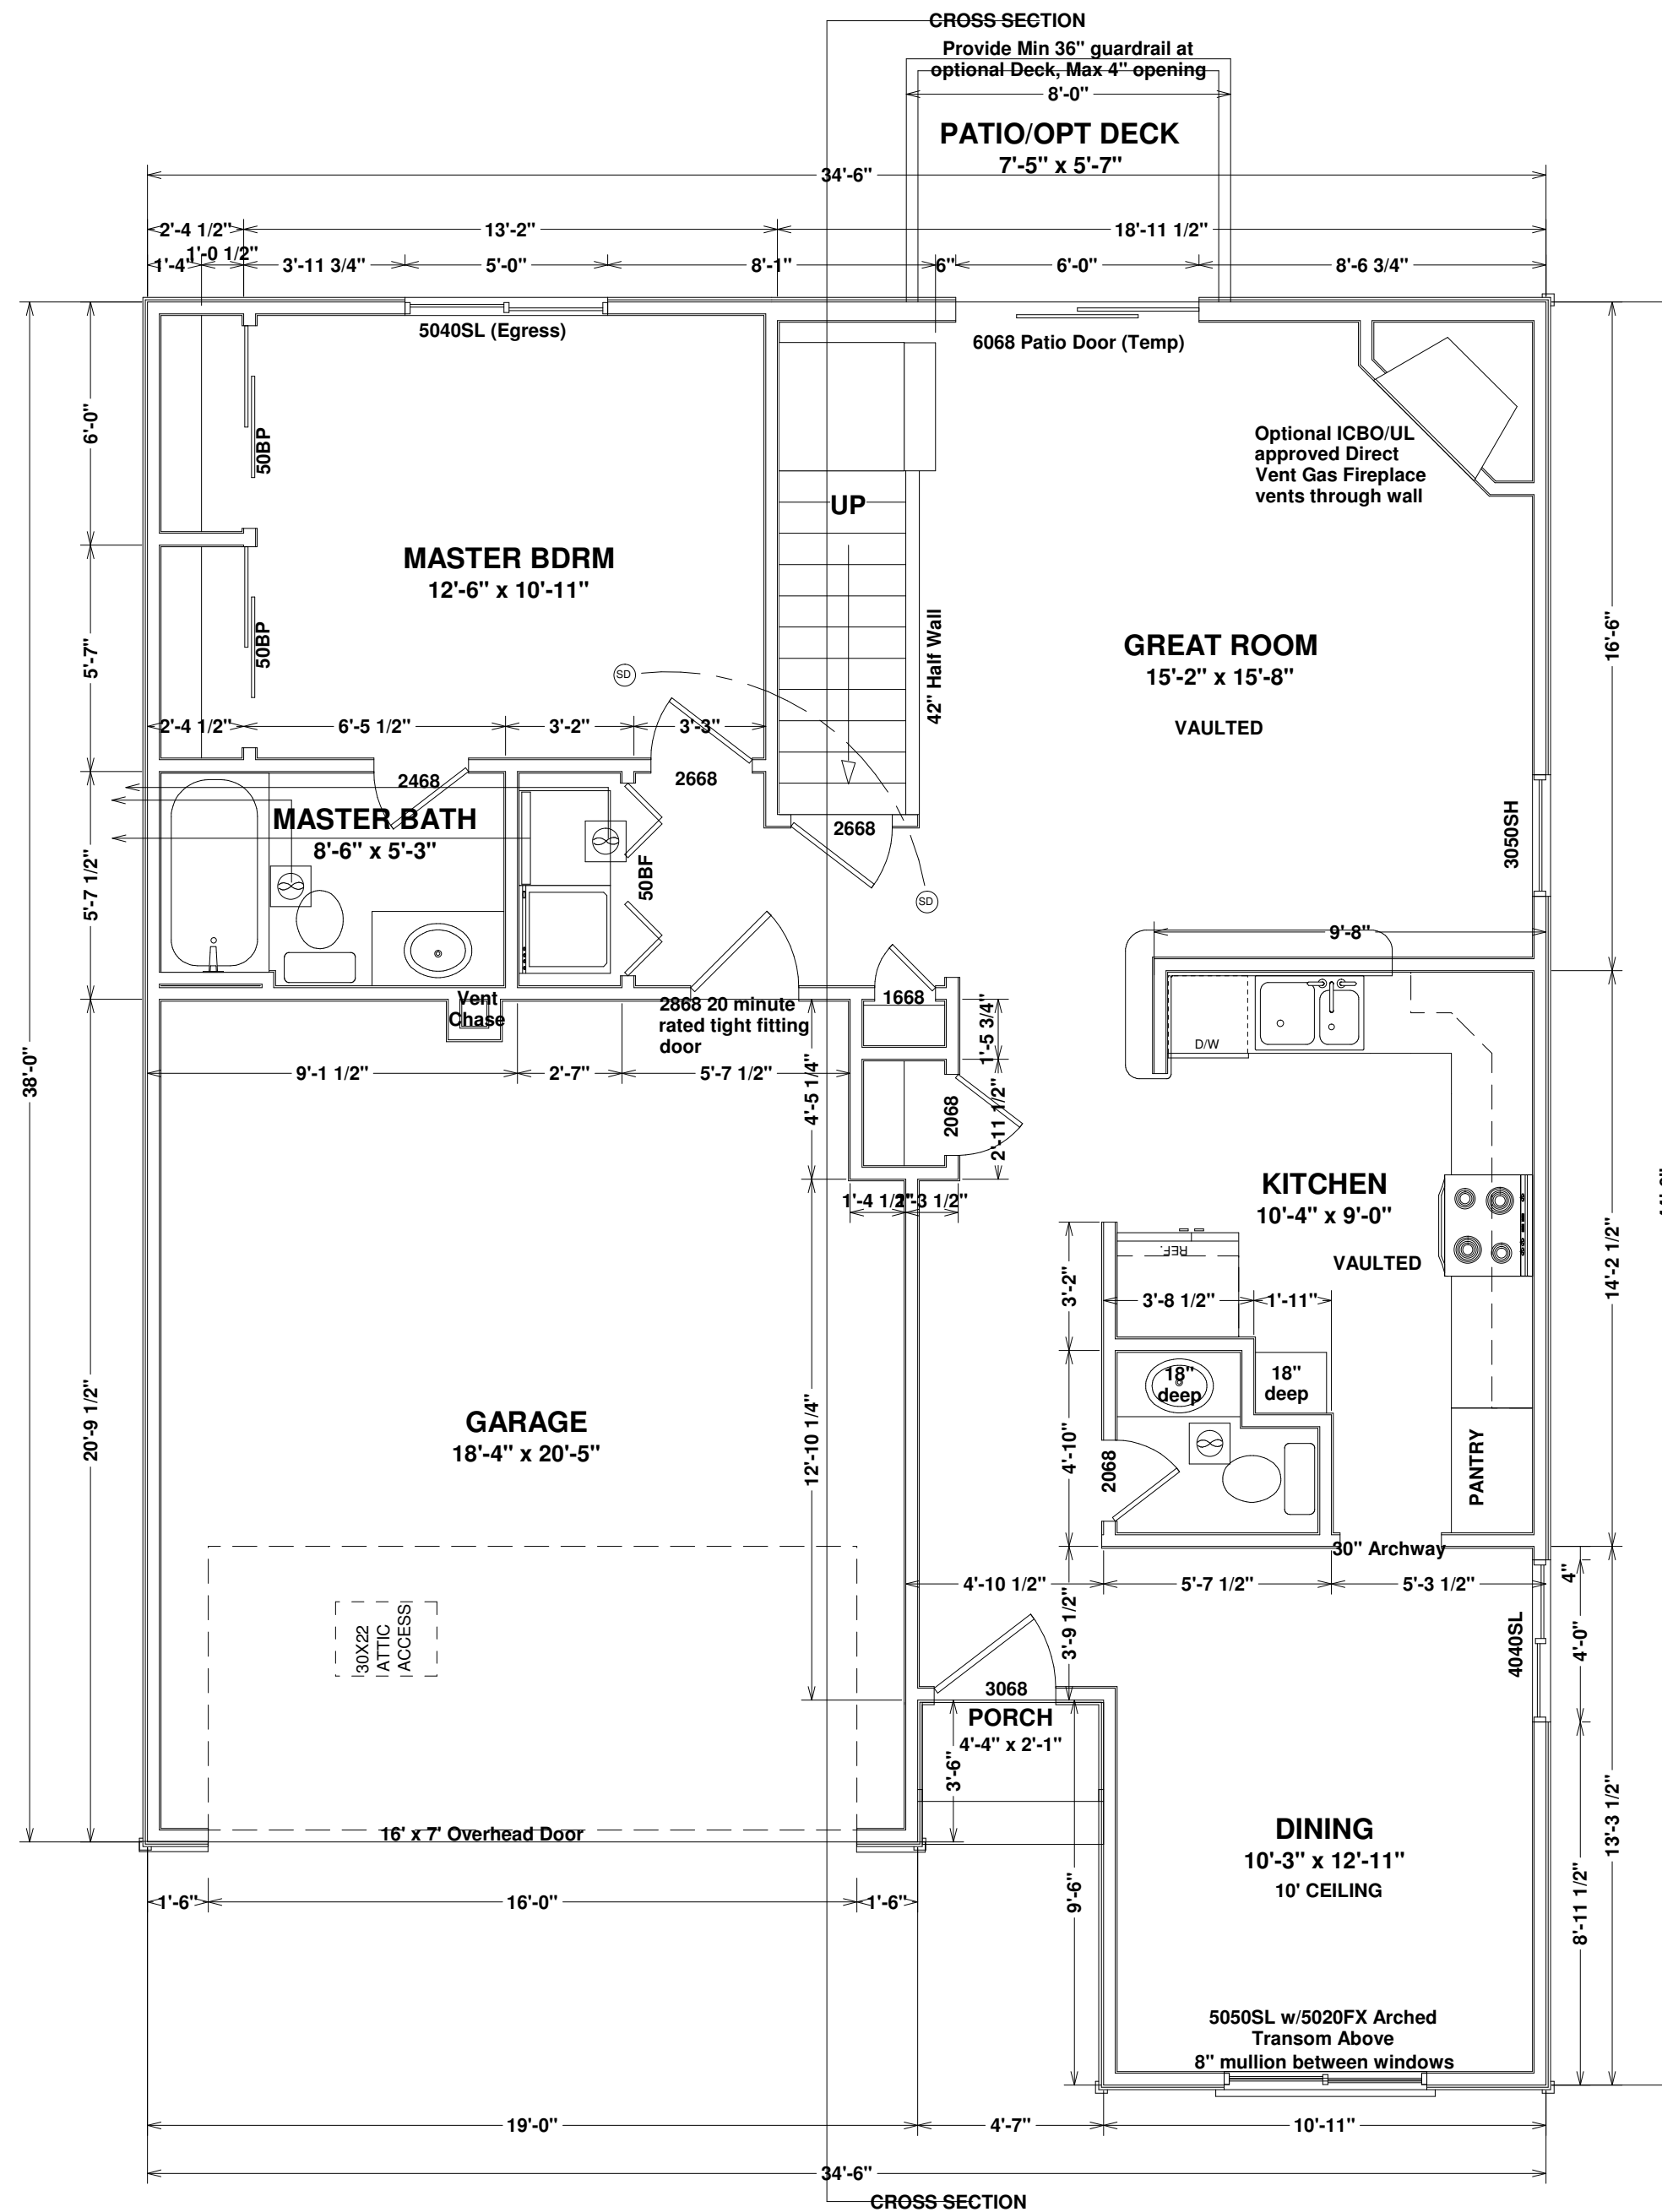 CROSS SECTION
Provide Min 36" guardrail at
optional Deck, Max 4" opening
8'-0"
PATIO/OPT DECK
7'-5" x 5'-7"
34'-6"
2'-4 1/2"
13'-2"
18'-11 1/2"
1'-4"
1'-0 1/2"
3'-11 3/4"
5'-0"
8'-1"
6"
6'-0"
8'-6 3/4"
5040SL (Egress)
6068 Patio Door (Temp)
6'-0"
50BP
Optional ICBO/UL
approved Direct
Vent Gas Fireplace
vents through wall
UP
MASTER BDRM
12'-6" x 10'-11"
5'-7"
50BP
42" Half Wall
GREAT ROOM
15'-2" x 15'-8"
VAULTED
16'-6"
SD
2'-4 1/2"
6'-5 1/2"
3'-2"
3'-3"
2468
2668
MASTER BATH
8'-6" x 5'-3"
2668
3050SH
50BF
5'-7 1/2"
SD
9'-8"
Vent
Chase
2868 20 minute
rated tight fitting
door
1668
1'-5 3/4"
D/W
38'-0"
9'-1 1/2"
2'-7"
5'-7 1/2"
4'-5 1/4"
2068
2'-11 1/2"
KITCHEN
10'-4" x 9'-0"
VAULTED
1'-4 1/2"
REF.
14'-2 1/2"
3'-2"
3'-8 1/2"
1'-11"
18"
deep
18"
deep
GARAGE
18'-4" x 20'-5"
20'-9 1/2"
12'-10 1/4"
4'-10"
2068
PANTRY
30" Archway
4'-10 1/2"
5'-7 1/2"
5'-3 1/2"
4"
3'-9 1/2"
30X22
ATTIC
ACCESS
4040SL
4'-0"
3068
PORCH
4'-4" x 2'-1"
3'-6"
16' x 7' Overhead Door
DINING
10'-3" x 12'-11"
10' CEILING
13'-3 1/2"
1'-6"
16'-0"
1'-6"
9'-6"
8'-11 1/2"
5050SL w/5020FX Arched
Transom Above
8" mullion between windows
19'-0"
4'-7"
10'-11"
34'-6"
CROSS SECTION